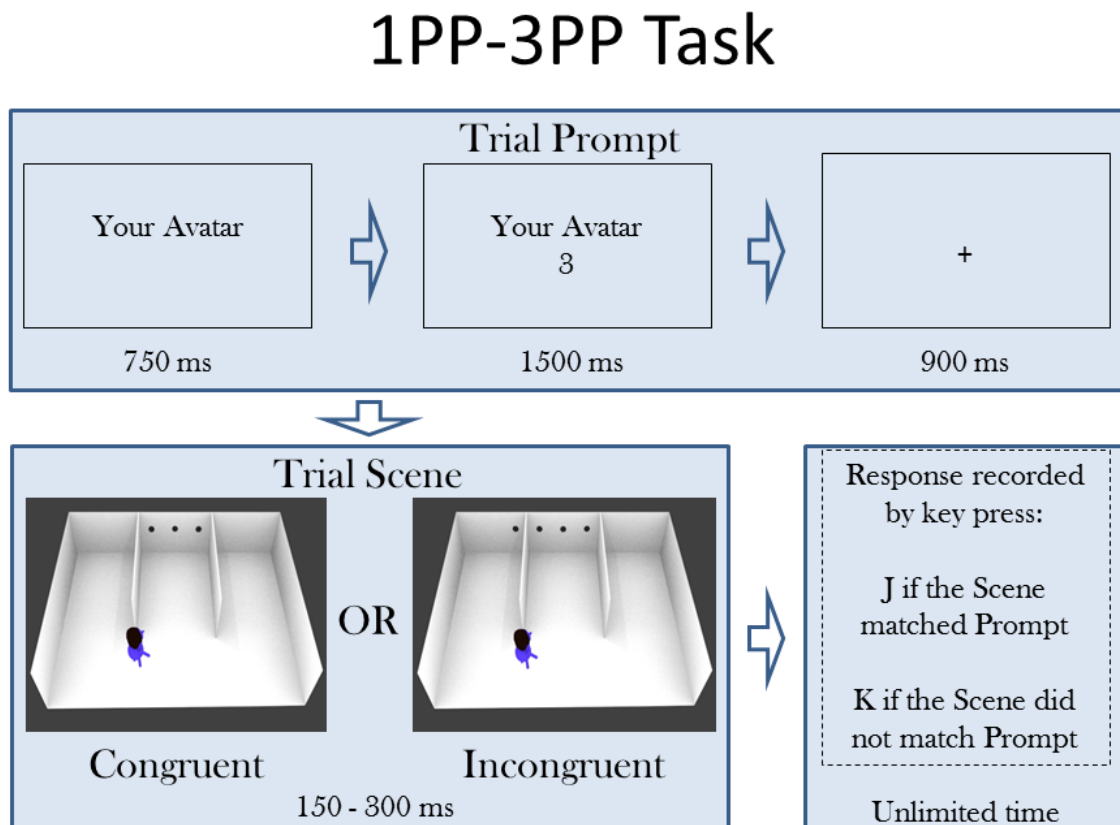 1PP-3PP Task
Trial Prompt
Your Avatar
750 ms
Your Avatar
3
1500 ms
+
900 ms
Trial Scene
OR
Congruent
Incongruent
150 - 300 ms
Response recorded
by key press:
J if the Scene
matched Prompt
K if the Scene did
not match Prompt
Unlimited time